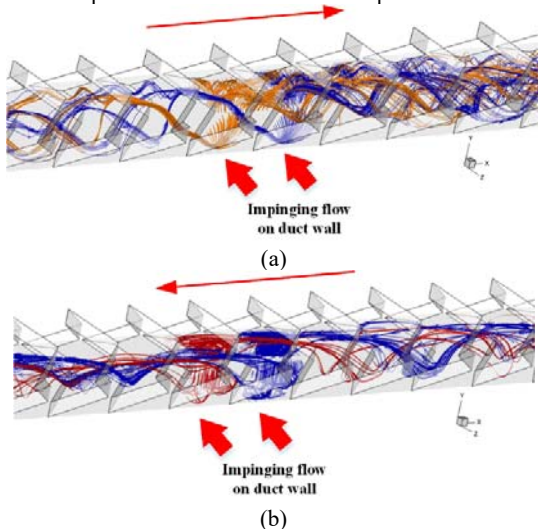 Impinging flow
on duct wall
(a)
Impinging flow
on duct wall
(b)
Y
X
Z
Y
X
Z